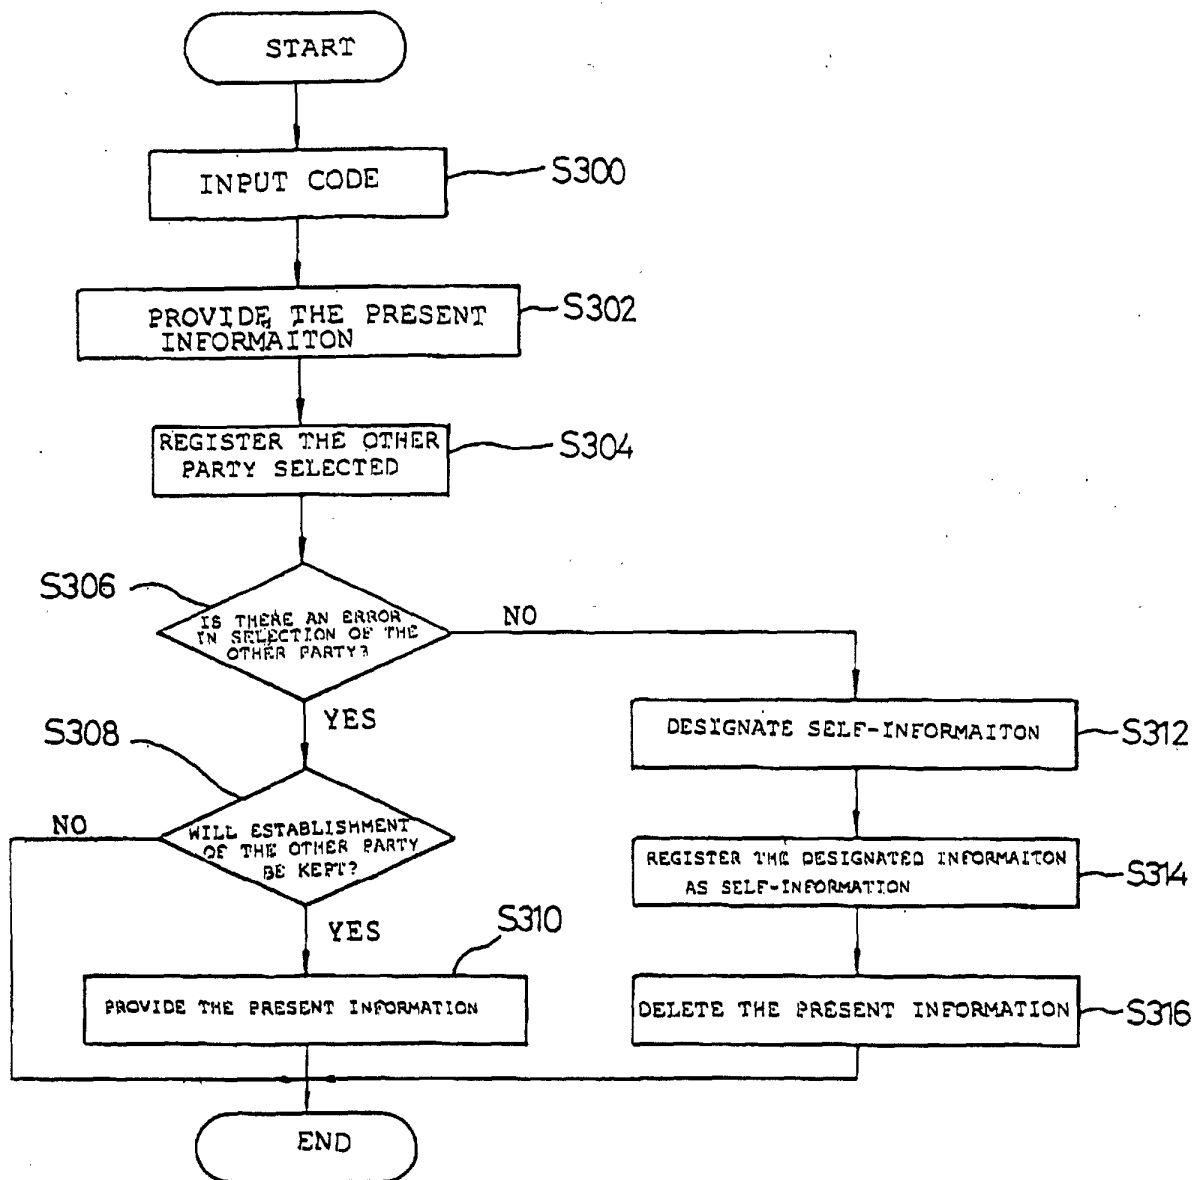 START
INPUT CODE
S300
PROVIDE THE PRESENT
INFORMAITON
S302
REGISTER THE OTHER
PARTY SELECTED
S304
S306
IS THERE AN ERROR
IN SELECTION OF THE
OTHER PARTY?
NO
YES
DESIGNATE SELF-INFORMAITON
S312
S308
NO
WILL ESTABLISHMENT
OF THE OTHER PARTY
BE KEPT?
REGISTER THE DESIGNATED INFORMAITON
AS SELF-INFORMATION
S314
YES
S310
PROVIDE THE PRESENT INFORMATION
DELETE THE PRESENT INFORMATION
S316
END